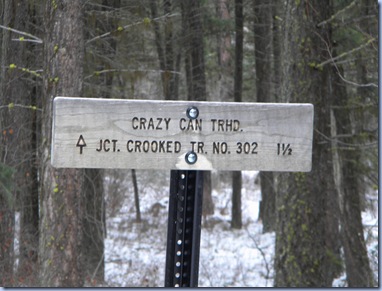 CRAZY CAN TRHD.
JCT. CROOKED TR. NO. 302 1½